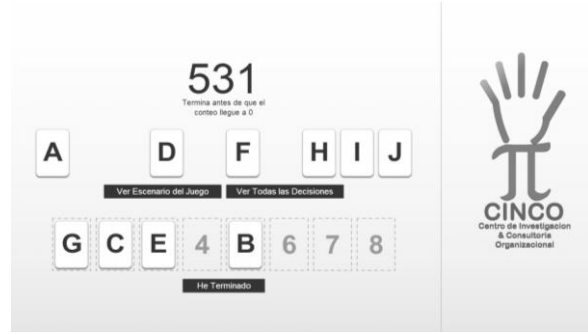 531
Termina antes de que el
conteo llegue a 0
A D F H I J
Ver Escenario del Juego Ver Todas las Decisiones
G C E 4 B 6 7 8
He Terminado
CINCO
Centro de Investigacion
& Consultoria
Organizacional